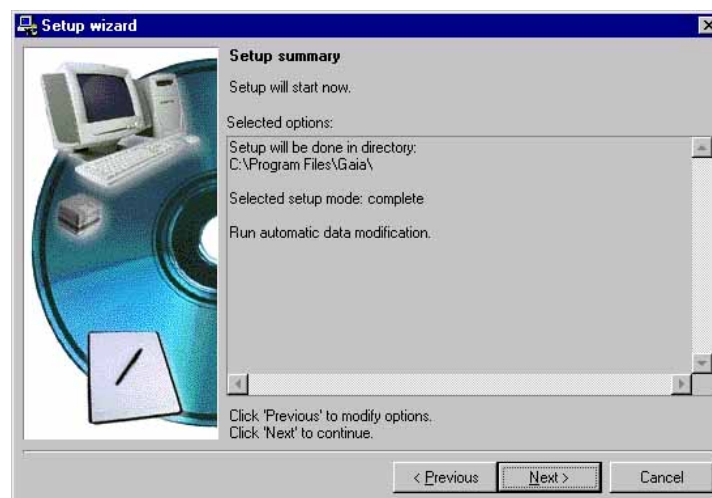 Setup wizard
Setup summary
Setup will start now.
Selected options:
Setup will be done in directory:
C:\Program Files\Gaia\
Selected setup mode: complete
Run automatic data modification.
Click 'Previous' to modify options.
Click 'Next' to continue.
< Previous
Next >
Cancel